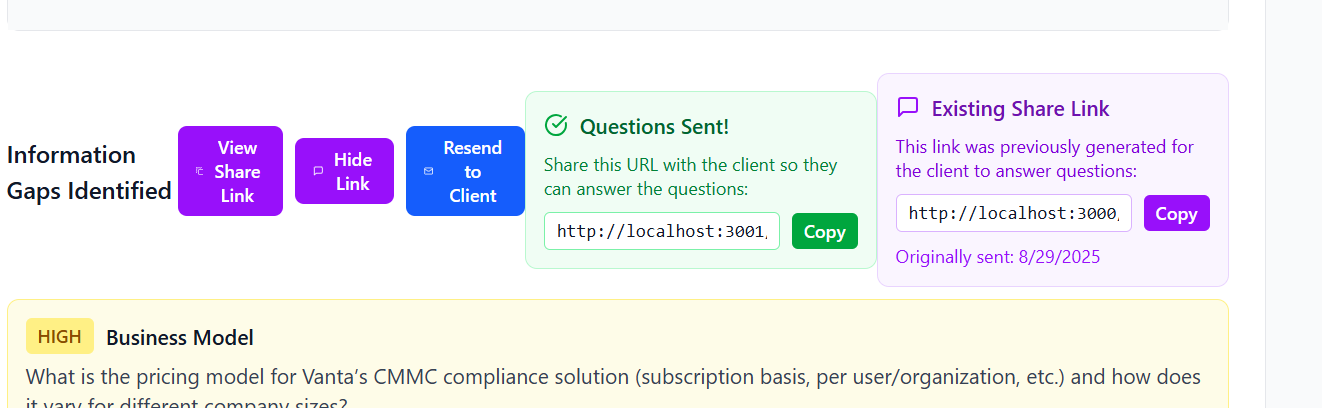 Information
Gaps Identified
View
Share
Link
Hide
Link
Resend
to
Client
Questions Sent!
Share this URL with the client so they
can answer the questions:
http://localhost:3001,
Copy
Existing Share Link
This link was previously generated for
the client to answer questions:
http://localhost:3000,
Copy
Originally sent: 8/29/2025
HIGH
Business Model
What is the pricing model for Vanta’s CMMC compliance solution (subscription basis, per user/organization, etc.) and how does
it vary for different company sizes?